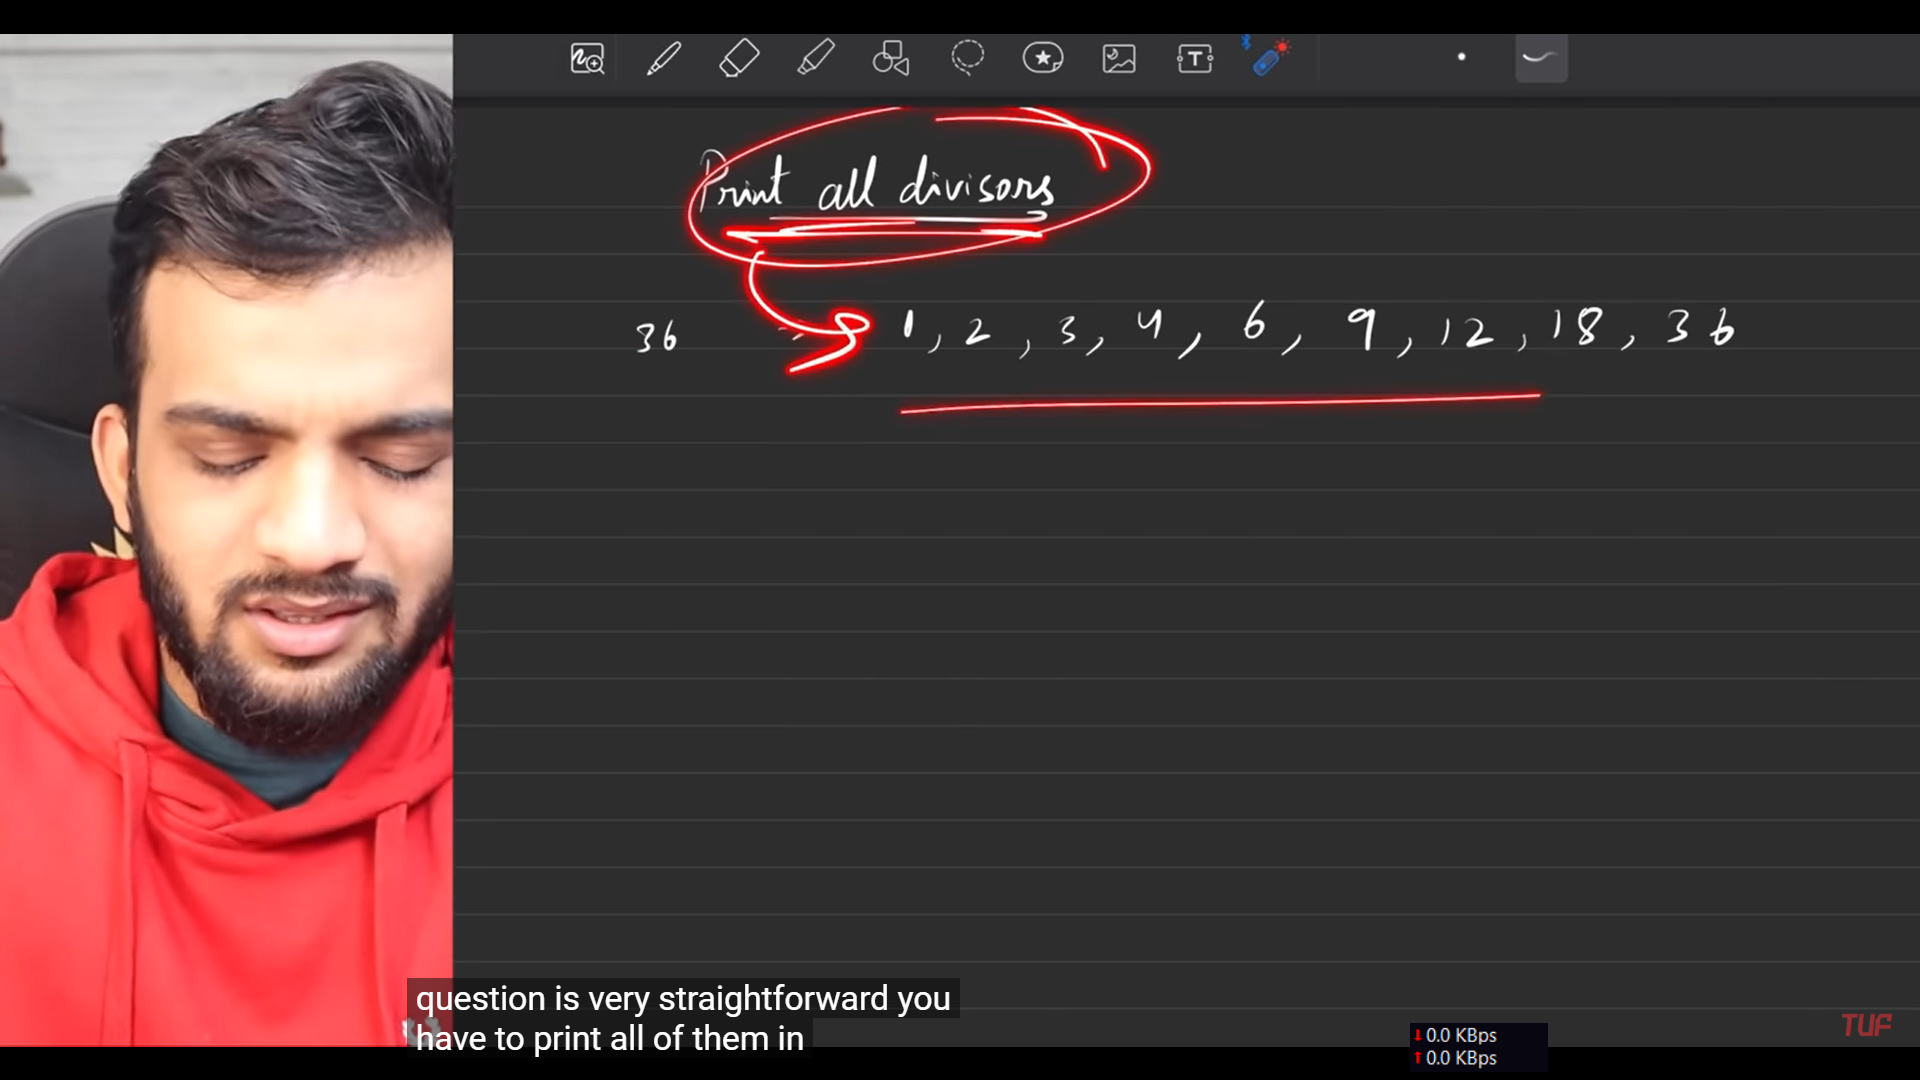 Print all divisors
36 1, 2, 3, 4, 6, 9, 12, 18, 36
question is very straightforward you
have to print all of them in
TUF
↓ 0.0 KBps
↑ 0.0 KBps